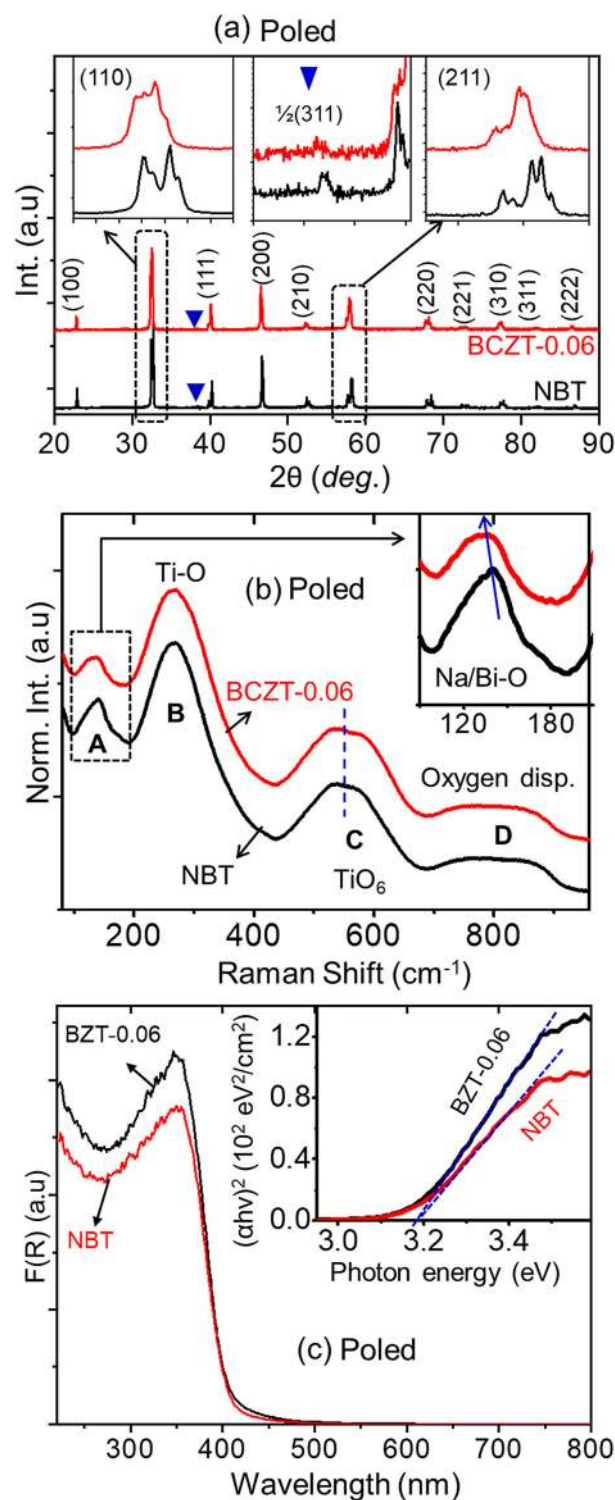 (a) Poled
(110)
½(311)
(211)
Int. (a.u)
(100)
(111)
(200)
(210)
(220)
(221)
(310)
(311)
(222)
BCZT-0.06
NBT
20 30 40 50 60 70 80 90
2θ (deg.)
Ti-O
(b) Poled
Norm. Int. (a.u)
A
B
BCZT-0.06
Na/Bi-O
120 180
Oxygen disp.
NBT
C
D
TiO₆
200 400 600 800
Raman Shift (cm⁻¹)
BZT-0.06
NBT
F(R) (a.u)
(αhν)² (10² eV²/cm²)
1.2
0.8
0.4
0.0
BZT-0.06
NBT
3.0 3.2 3.4
Photon energy (eV)
(c) Poled
300 400 500 600 700 800
Wavelength (nm)